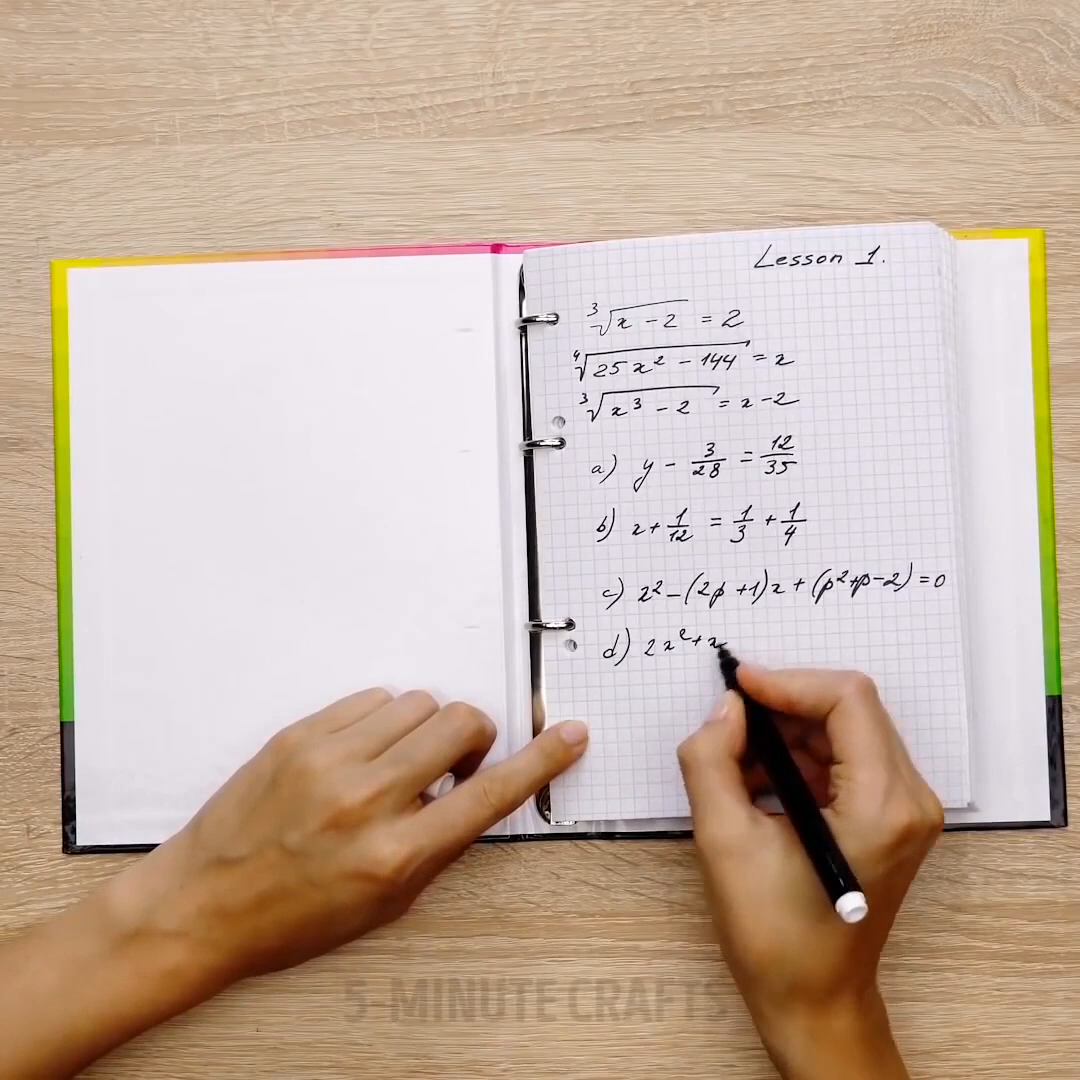 Lesson 1.
∛(x - 2) = 2
∜(25x² - 144) = x
∛(x³ - 2) = x - 2
a) y - 3/28 = 12/35
b) x + 1/12 = 1/3 + 1/4
c) x² - (2p + 1)x + (p² + p - 2) = 0
d) 2x² + x
5-MINUTE CRAFTS